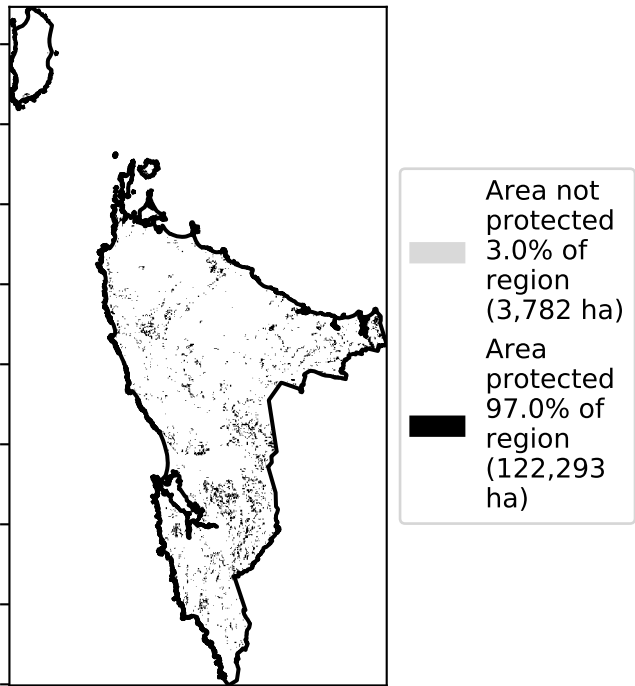 Area not
protected
3.0% of
region
(3,782 ha)
Area
protected
97.0% of
region
(122,293
ha)